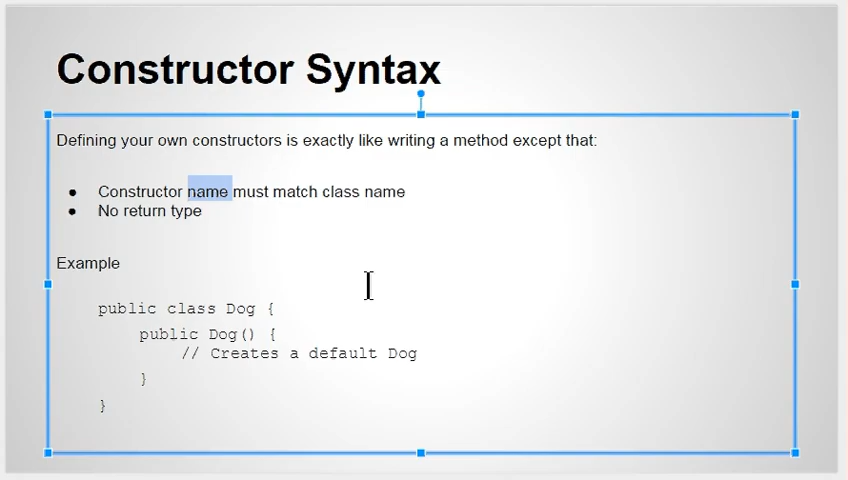 Constructor Syntax
Defining your own constructors is exactly like writing a method except that:
● Constructor name must match class name
● No return type
Example
public class Dog {
public Dog() {
// Creates a default Dog
}
}